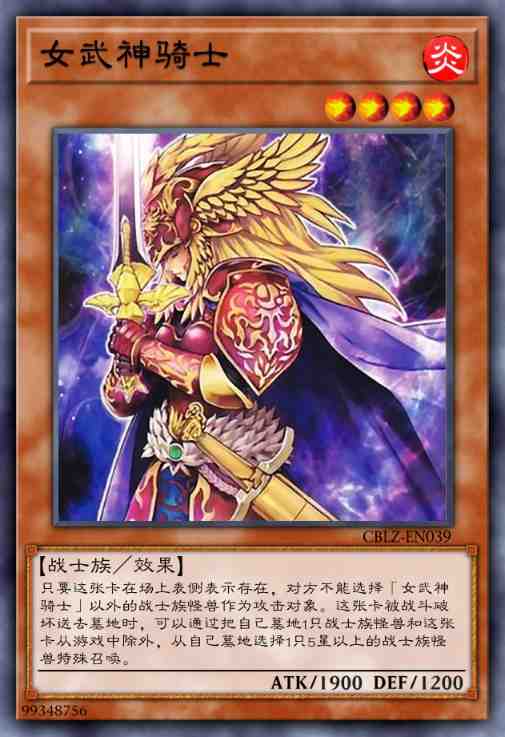 女武神骑士
炎
CBLZ-EN039
【战士族／效果】
只要这张卡在场上表侧表示存在，对方不能选择「女武神
骑士」以外的战士族怪兽作为攻击对象。这张卡被战斗破
坏送去墓地时，可以通过把自己墓地1只战士族怪兽和这张
卡从游戏中除外，从自己墓地选择1只5星以上的战士族怪
兽特殊召唤。
ATK/1900 DEF/1200
99348756